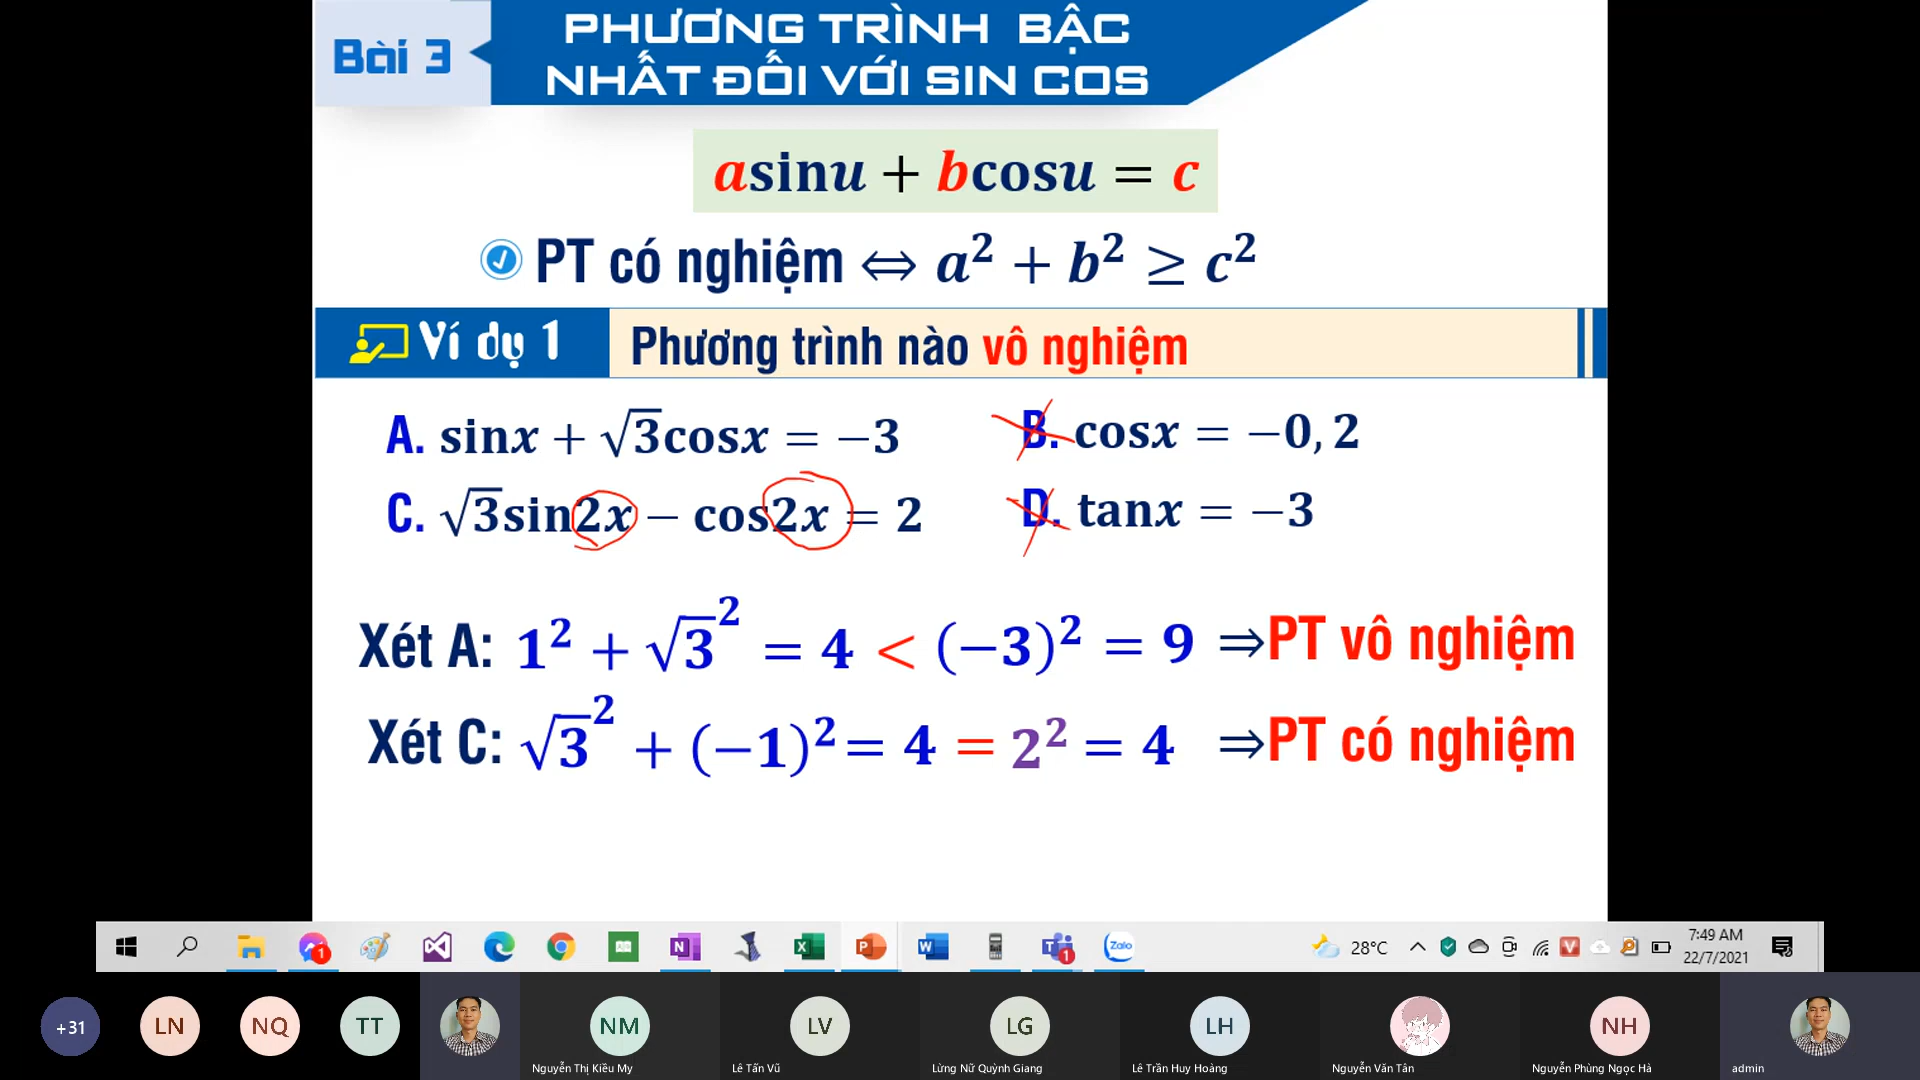 Bài 3
PHƯƠNG TRÌNH BẬC
NHẤT ĐỐI VỚI SIN COS
asinu + bcosu = c
PT có nghiệm ⇔ a² + b² ≥ c²
Ví dụ 1
Phương trình nào vô nghiệm
A. sinx + √3cosx = −3
B. cosx = −0, 2
C. √3sin2x − cos2x = 2
D. tanx = −3
Xét A: 1² + √3² = 4 < (−3)² = 9 ⇒PT vô nghiệm
Xét C: √3² + (−1)² = 4 = 2² = 4 ⇒PT có nghiệm
1
N
X
P
W
T
1
Zalo
28°C
V
7:49 AM
22/7/2021
+31
LN
NQ
TT
NM
LV
LG
LH
NH
Nguyễn Thị Kiều My
Lê Tấn Vũ
Lừng Nữ Quỳnh Giang
Lê Trần Huy Hoàng
Nguyễn Văn Tân
Nguyễn Phùng Ngọc Hà
admin